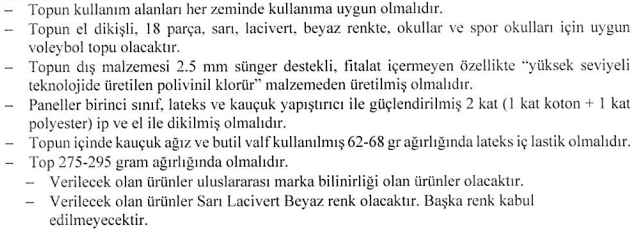 – Topun kullanım alanları her zeminde kullanıma uygun olmalıdır.
– Topun el dikişli, 18 parça, sarı, lacivert, beyaz renkte, okullar ve spor okulları için uygun
voleybol topu olacaktır.
– Topun dış malzemesi 2.5 mm sünger destekli, fitalat içermeyen özellikte “yüksek seviyeli
teknolojide üretilen polivinil klorür” malzemeden üretilmiş olmalıdır.
– Paneller birinci sınıf, lateks ve kauçuk yapıştırıcı ile güçlendirilmiş 2 kat (1 kat koton + 1 kat
polyester) ip ve el ile dikilmiş olmalıdır.
– Topun içinde kauçuk ağız ve butil valf kullanılmış 62-68 gr ağırlığında lateks iç lastik olmalıdır.
– Top 275-295 gram ağırlığında olmalıdır.
– Verilecek olan ürünler uluslararası marka bilinirliği olan ürünler olacaktır.
– Verilecek olan ürünler Sarı Lacivert Beyaz renk olacaktır. Başka renk kabul
edilmeyecektir.